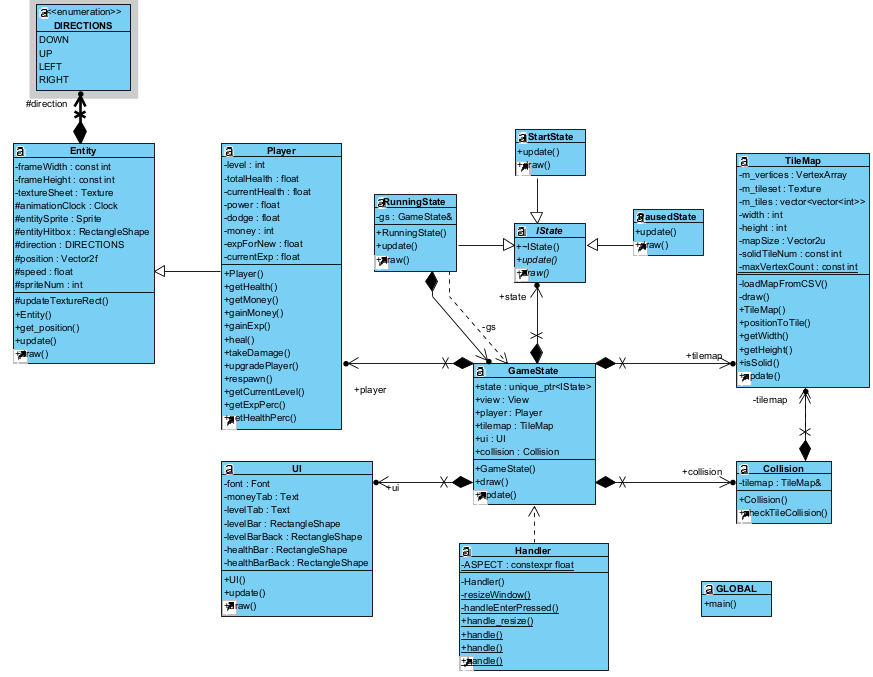 <<enumeration>>
DIRECTIONS
DOWN
UP
LEFT
RIGHT
#direction
Entity
-frameWidth : const int
-frameHeight : const int
-textureSheet : Texture
#animationClock : Clock
#entitySprite : Sprite
#entityHitbox : RectangleShape
#direction : DIRECTIONS
#position : Vector2f
#speed : float
#spriteNum : int
#updateTextureRect()
+Entity()
+get_position()
+update()
raw()
Player
-level : int
-totalHealth : float
-currentHealth : float
-power : float
-dodge : float
-money : int
-expForNew : float
-currentExp : float
+Player()
+getHealth()
+getMoney()
+gainMoney()
+gainExp()
+heal()
+takeDamage()
+upgradePlayer()
+respawn()
+getCurrentLevel()
+getExpPerc()
+getHealthPerc()
RunningState
-gs : GameState&
+RunningState()
+update()
raw()
StartState
+update()
raw()
IState
+~IState()
+update()
raw()
PausedState
+update()
raw()
TileMap
-m_vertices : VertexArray
-m_tileset : Texture
-m_tiles : vector<vector<int>>
-width : int
-height : int
-mapSize : Vector2u
-solidTileNum : const int
-maxVertexCount : const int
-loadMapFromCSV()
-draw()
+TileMap()
+positionToTile()
+getWidth()
+getHeight()
+isSolid()
+update()
+state
-gs
+player
+tilemap
-tilemap
+ui
+collision
GameState
+state : unique_ptr<IState>
+view : View
+player : Player
+tilemap : TileMap
+ui : UI
+collision : Collision
+GameState()
+draw()
+update()
UI
-font : Font
-moneyTab : Text
-levelTab : Text
-levelBar : RectangleShape
-levelBarBack : RectangleShape
-healthBar : RectangleShape
-healthBarBack : RectangleShape
+UI()
+update()
raw()
Collision
-tilemap : TileMap&
+Collision()
+checkTileCollision()
Handler
-ASPECT : constexpr float
-Handler()
-resizeWindow()
-handleEnterPressed()
+handle_resize()
+handle()
+handle()
+handle()
GLOBAL
+main()